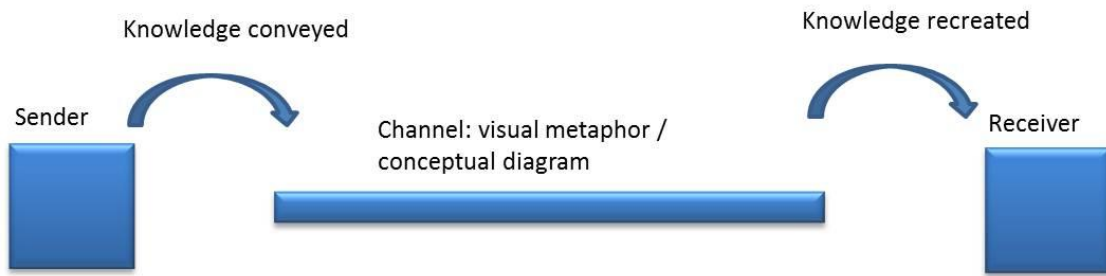 Knowledge conveyed
Knowledge recreated
Sender
Channel: visual metaphor /
conceptual diagram
Receiver